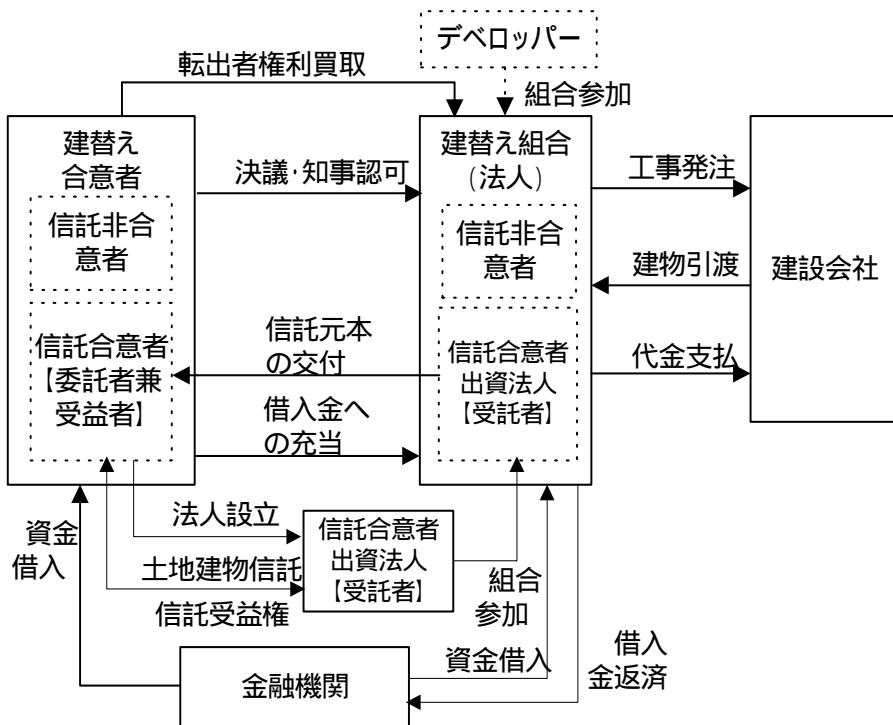 デベロッパー
転出者権利買取
組合参加
建替え
合意者
建替え組合
(法人)
決議・知事認可
工事発注
信託非合
意者
信託非合
意者
建物引渡
建設会社
信託元本
の交付
信託合意者
【委託者兼
受益者】
信託合意者
出資法人
【受託者】
代金支払
借入金へ
の充当
資金
借入
法人設立
信託合意者
出資法人
【受託者】
土地建物信託
信託受益権
組合
参加
借入
金返済
資金借入
金融機関